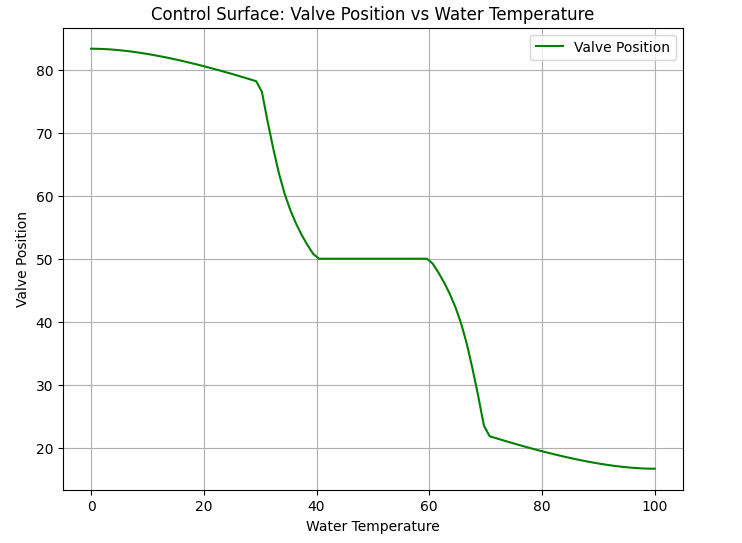 Control Surface: Valve Position vs Water Temperature
Valve Position
80
70
60
50
40
30
20
Valve Position
0 20 40 60 80 100
Water Temperature